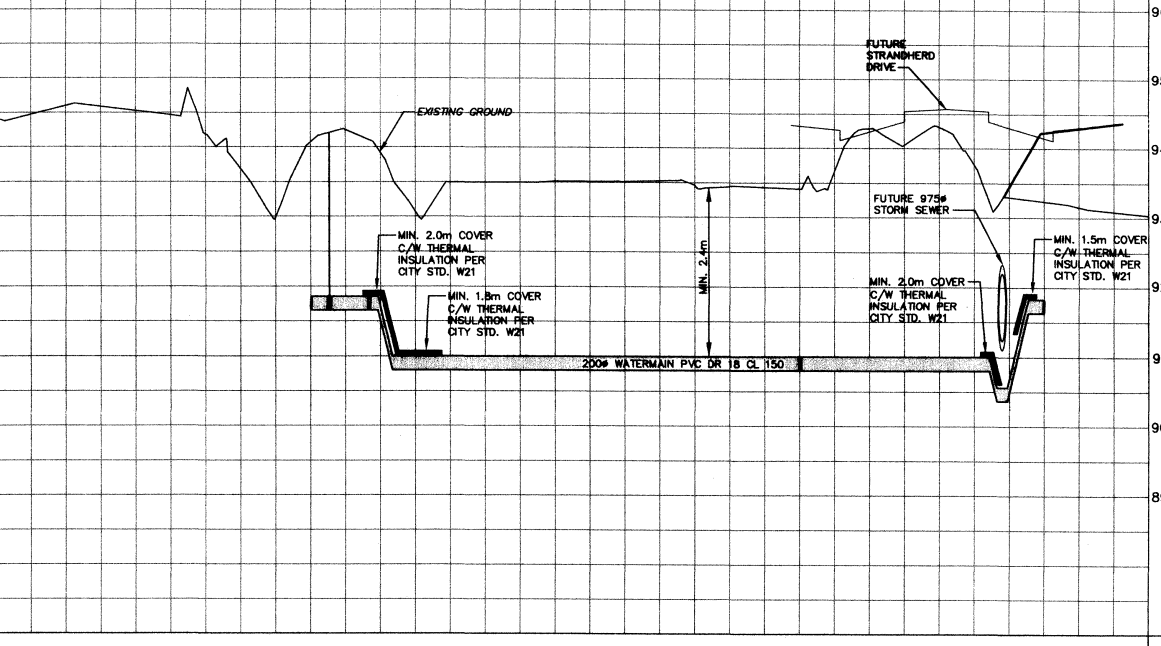 FUTURE
STRANDHERD
DRIVE
EXISTING GROUND
FUTURE 975ø
STORM SEWER
MIN. 2.0m COVER
C/W THERMAL
INSULATION PER
CITY STD. W21
MIN. 1.5m COVER
C/W THERMAL
INSULATION PER
CITY STD. W21
MIN. 2.4m
MIN. 2.0m COVER
C/W THERMAL
INSULATION PER
CITY STD. W21
MIN. 1.8m COVER
C/W THERMAL
INSULATION PER
CITY STD. W21
200ø WATERMAIN PVC DR 18 CL 150